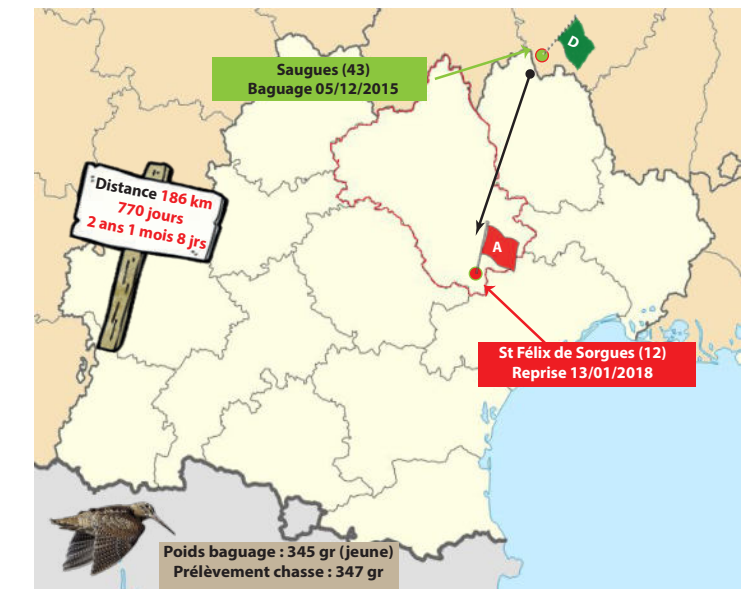 D
Saugues (43)
Baguage 05/12/2015
Distance 186 km
770 jours
2 ans 1 mois 8 jrs
A
St Félix de Sorgues (12)
Reprise 13/01/2018
Poids baguage : 345 gr (jeune)
Prélèvement chasse : 347 gr